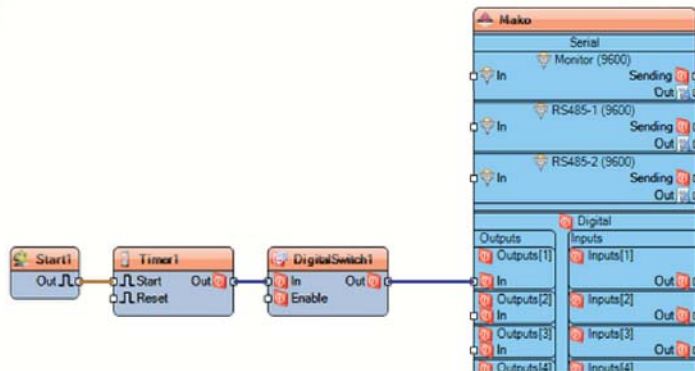 Mako
Serial
Monitor (9600)
In Sending
Out
RS485-1 (9600)
In Sending
Out
RS485-2 (9600)
In Sending
Out
Digital
Outputs Inputs
Outputs[1] Inputs[1]
In Out
Outputs[2] Inputs[2]
In Out
Outputs[3] Inputs[3]
In Out
Outputs[4] Inputs[4]
Start1
Out
Timer1
Start Out
Reset
DigitalSwitch1
In Out
Enable